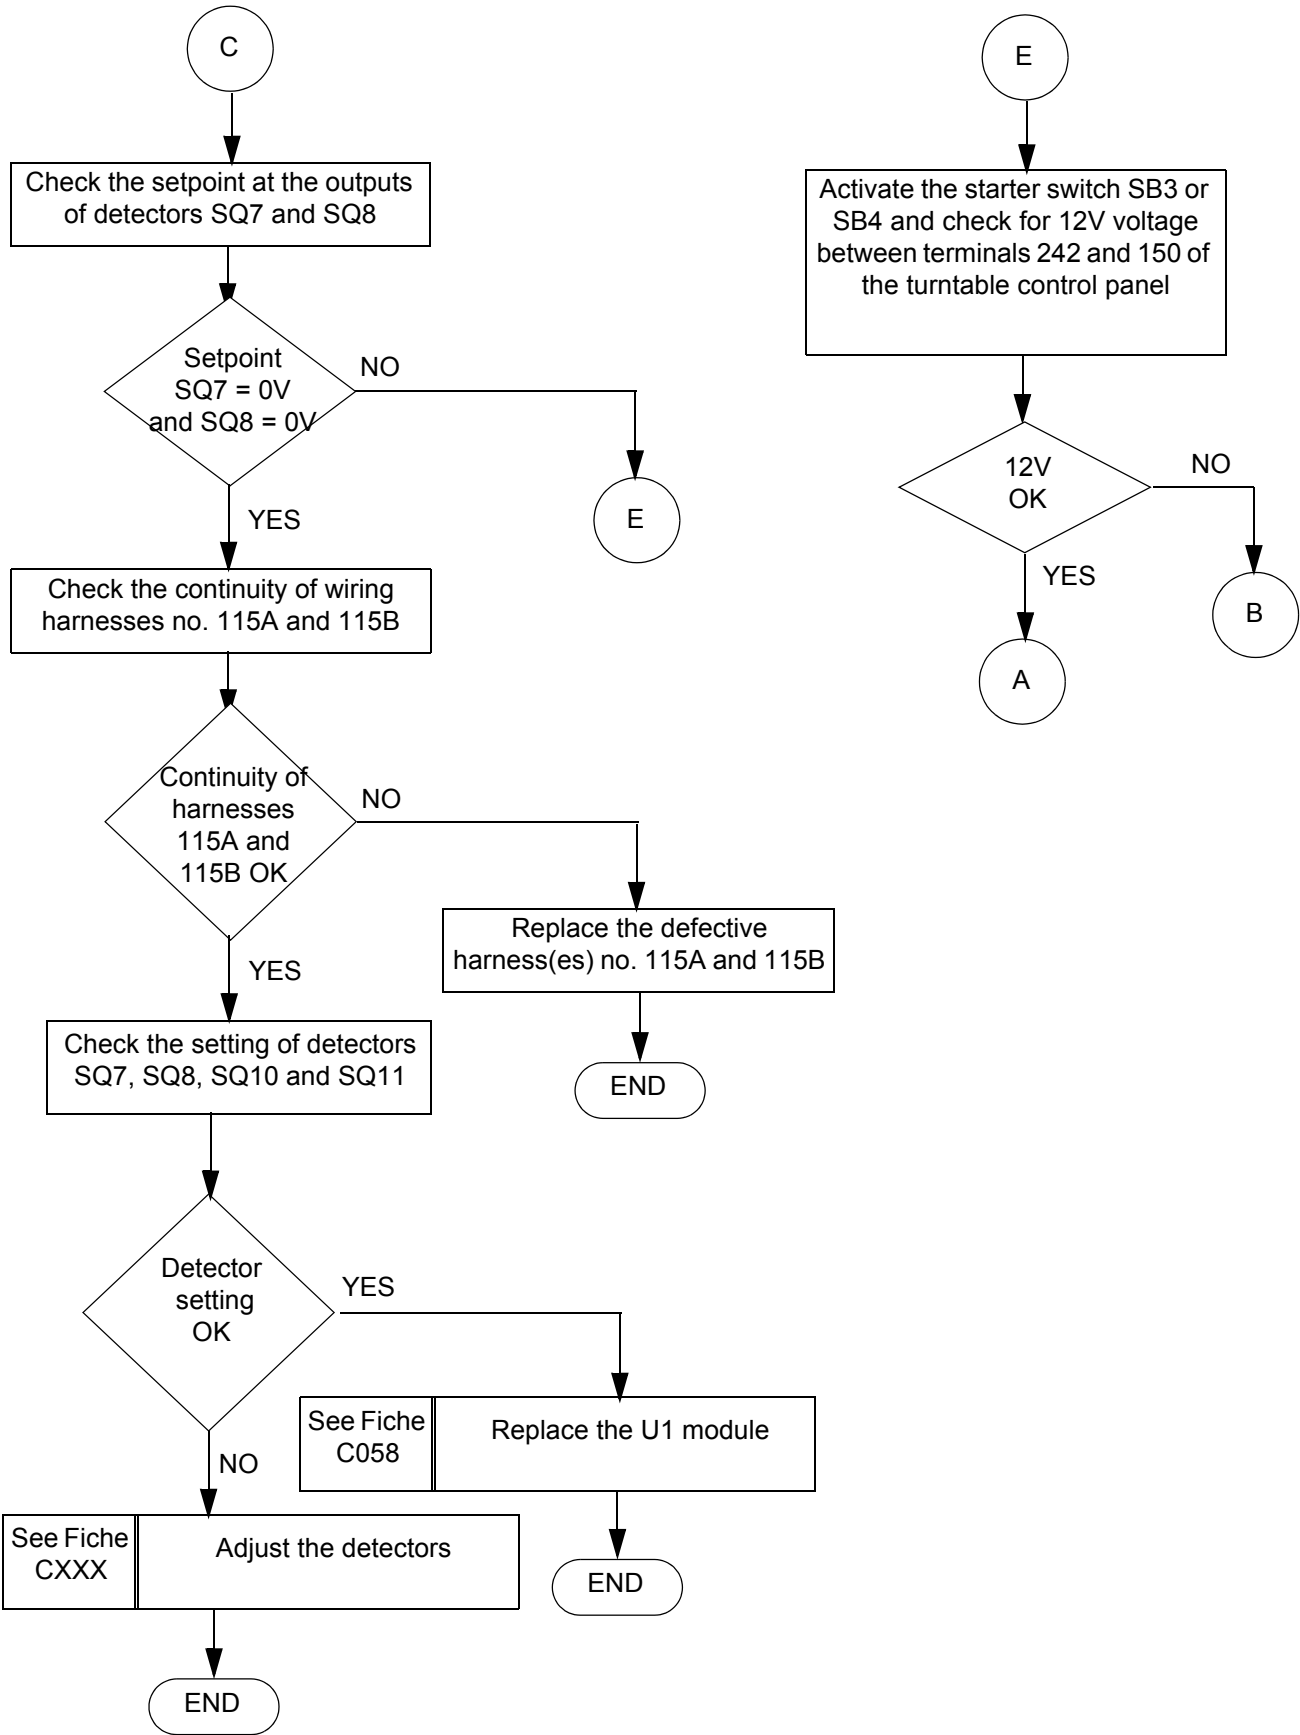 C
Check the setpoint at the outputs
of detectors SQ7 and SQ8
Setpoint
SQ7 = 0V
and SQ8 = 0V
NO
E
YES
Check the continuity of wiring
harnesses no. 115A and 115B
Continuity of
harnesses
115A and
115B OK
NO
Replace the defective
harness(es) no. 115A and 115B
END
YES
Check the setting of detectors
SQ7, SQ8, SQ10 and SQ11
Detector
setting
OK
YES
See Fiche
C058
Replace the U1 module
END
NO
See Fiche
CXXX
Adjust the detectors
END
E
Activate the starter switch SB3 or
SB4 and check for 12V voltage
between terminals 242 and 150 of
the turntable control panel
12V
OK
NO
B
YES
A